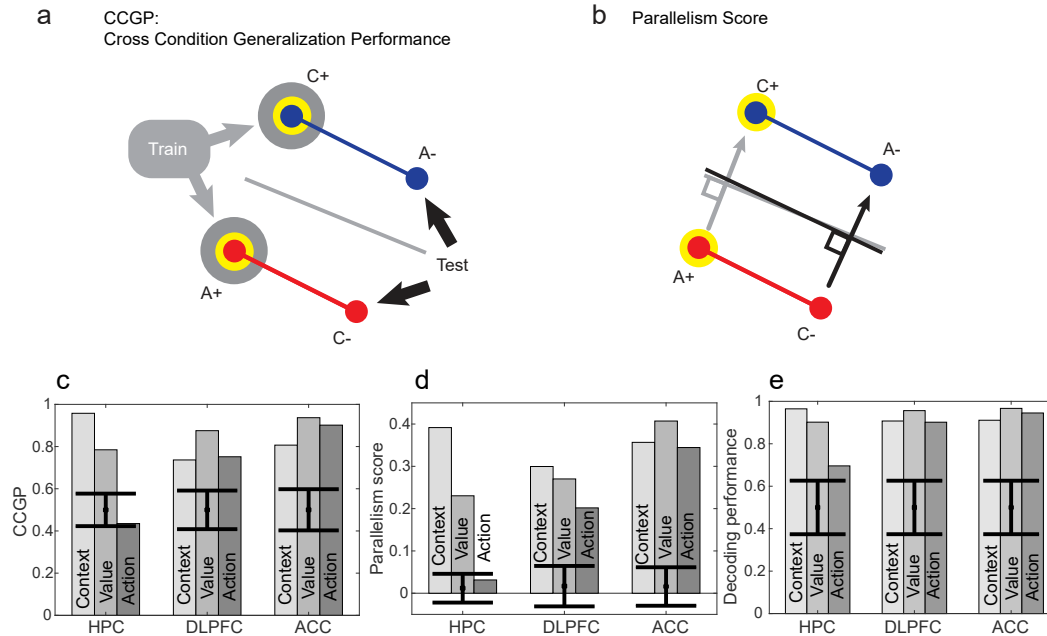 a
CCGP:
Cross Condition Generalization Performance
C+
Train
A-
Test
A+
C-
b
Parallelism Score
C+
A-
A+
C-
c
CCGP
1
0.8
0.6
0.4
0.2
0
Context
Value
Action
Context
Value
Action
Context
Value
Action
HPC
DLPFC
ACC
d
Parallelism score
0.4
0.3
0.2
0.1
0
Context
Value
Action
Context
Value
Action
Context
Value
Action
HPC
DLPFC
ACC
e
Decoding performance
1
0.8
0.6
0.4
0.2
0
Context
Value
Action
Context
Value
Action
Context
Value
Action
HPC
DLPFC
ACC